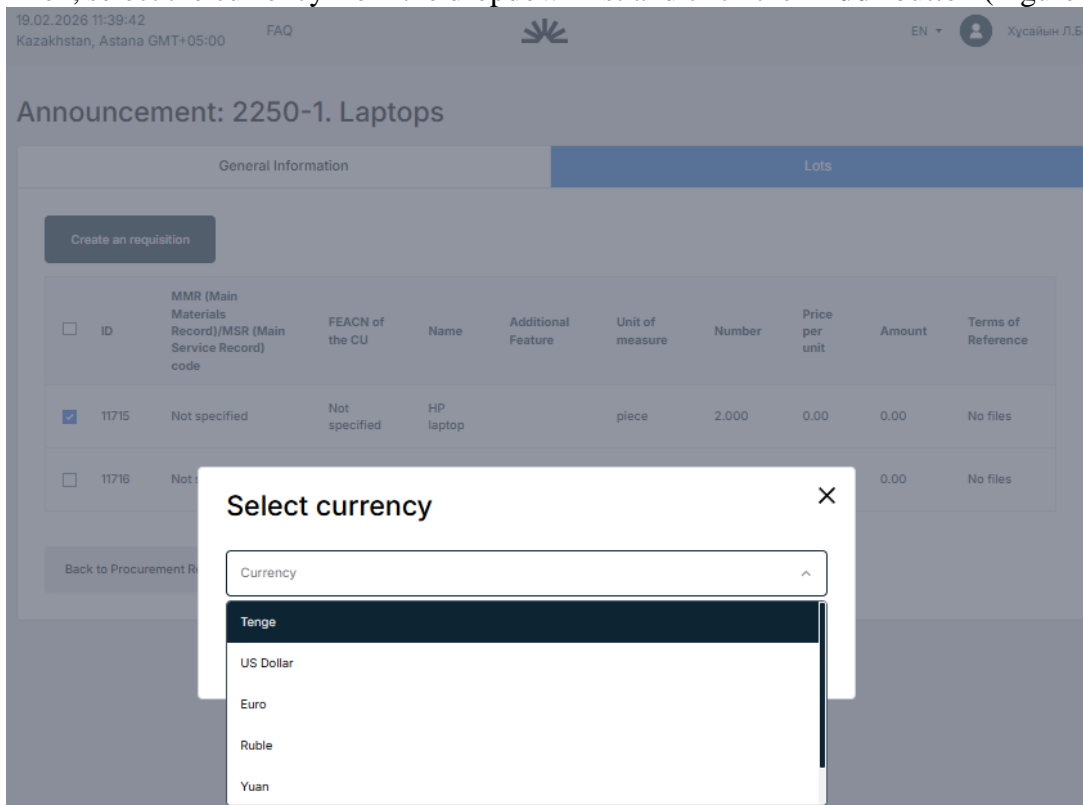 19.02.2026 11:39:42
Kazakhstan, Astana GMT+05:00
FAQ
EN
Хұсайын Л.Б
Announcement: 2250-1. Laptops
General Information
Lots
Create an requisition
ID
MMR (Main
Materials
Record)/MSR (Main
Service Record)
code
FEACN of
the CU
Name
Additional
Feature
Unit of
measure
Number
Price
per
unit
Amount
Terms of
Reference
11715
Not specified
Not
specified
HP
laptop
piece
2.000
0.00
0.00
No files
11716
Not
0.00
No files
Back to Procurement
Select currency
Currency
Tenge
US Dollar
Euro
Ruble
Yuan